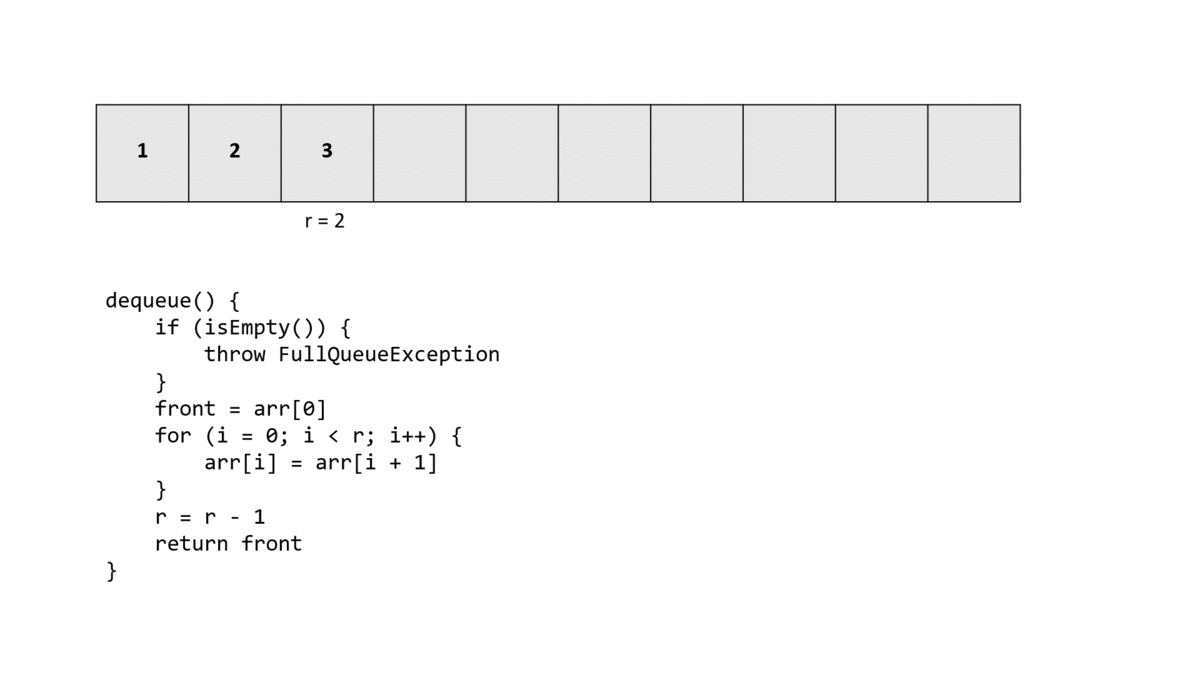 1 2 3
r = 2
dequeue() {
    if (isEmpty()) {
        throw FullQueueException
    }
    front = arr[0]
    for (i = 0; i < r; i++) {
        arr[i] = arr[i + 1]
    }
    r = r - 1
    return front
}